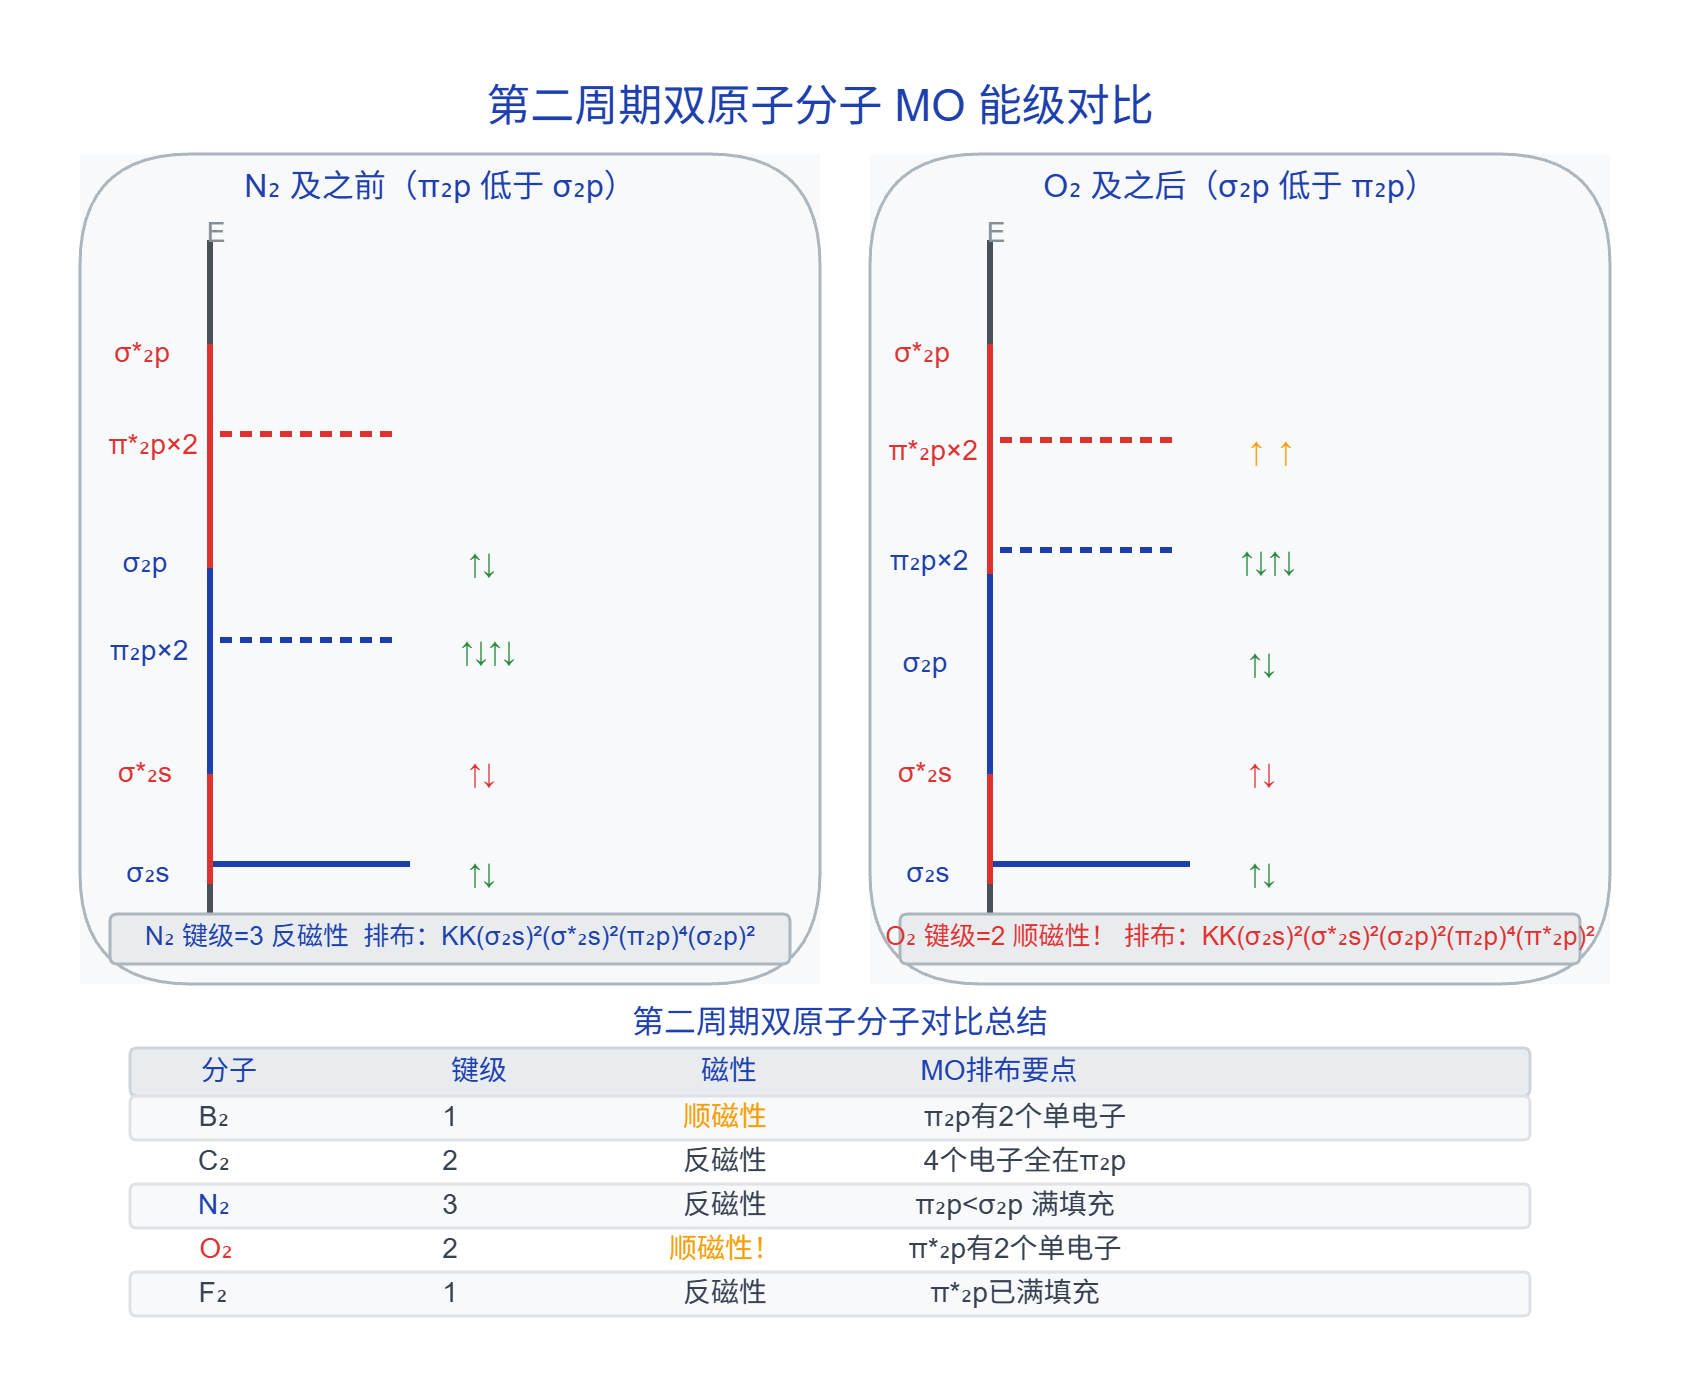 第二周期双原子分子 MO 能级对比
N₂ 及之前（π₂p 低于 σ₂p）
E
σ*₂p
π*₂p×2
σ₂p ↑↓
π₂p×2 ↑↓↑↓
σ*₂s ↑↓
σ₂s ↑↓
N₂ 键级=3 反磁性 排布：KK(σ₂s)²(σ*₂s)²(π₂p)⁴(σ₂p)²
O₂ 及之后（σ₂p 低于 π₂p）
E
σ*₂p
π*₂p×2 ↑ ↑
π₂p×2 ↑↓↑↓
σ₂p ↑↓
σ*₂s ↑↓
σ₂s ↑↓
O₂ 键级=2 顺磁性！ 排布：KK(σ₂s)²(σ*₂s)²(σ₂p)²(π₂p)⁴(π*₂p)²
第二周期双原子分子对比总结
分子 键级 磁性 MO排布要点
B₂ 1 顺磁性 π₂p有2个单电子
C₂ 2 反磁性 4个电子全在π₂p
N₂ 3 反磁性 π₂p<σ₂p 满填充
O₂ 2 顺磁性！ π*₂p有2个单电子
F₂ 1 反磁性 π*₂p已满填充